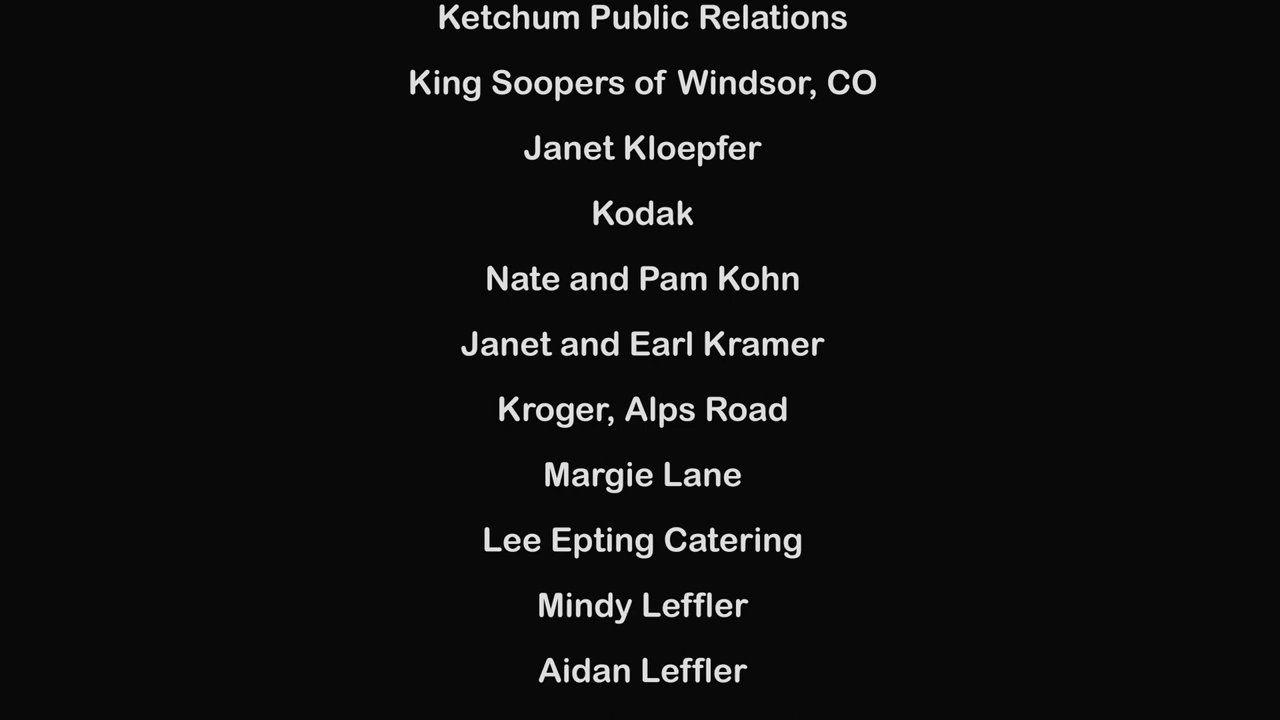 Ketchum Public Relations
King Soopers of Windsor, CO
Janet Kloepfer
Kodak
Nate and Pam Kohn
Janet and Earl Kramer
Kroger, Alps Road
Margie Lane
Lee Epting Catering
Mindy Leffler
Aidan Leffler